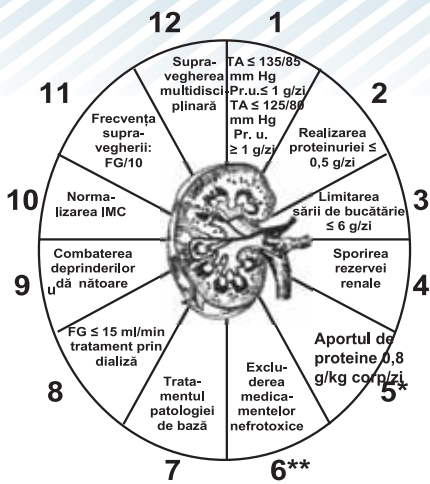 12
1
Supra-
vegherea
multidisci
plinară
TA ≤ 135/85
mm Hg
Pr.u.≤ 1 g/zi
TA ≤ 125/80
mm Hg
Pr. u.
≥ 1 g/zi
2
Realizarea
proteinuriei ≤
0,5 g/zi
3
Limitarea
sării de bucătărie
≤ 6 g/zi
4
Sporirea
rezervei
renale
Aportul de
proteine 0,8
g/kg corp/zi
5*
Exclu-
derea
medica-
mentelor
nefrotoxice
6**
Trata-
mentul
patologiei
de bază
7
FG ≤ 15 ml/min
tratament prin
dializă
8
Combaterea
deprinderilor
dă nătoare
u
9
Norma-
lizarea IMC
10
Frecvența
supra-
vegherii:
FG/10
11